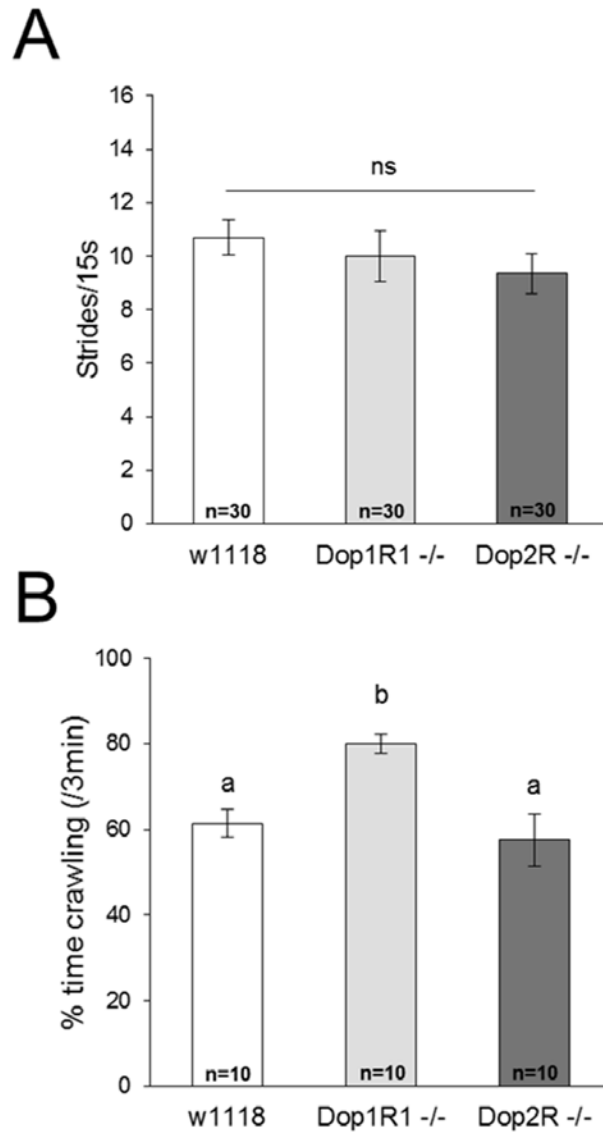 A
16
14
12
10
8
6
4
2
0
Strides/15s
ns
n=30 n=30 n=30
w1118 Dop1R1 -/- Dop2R -/-
B
100
80
60
40
20
0
% time crawling (/3min)
a b a
n=10 n=10 n=10
w1118 Dop1R1 -/- Dop2R -/-